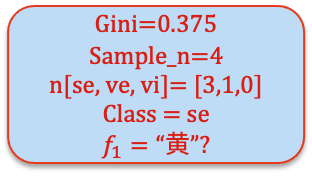 Gini=0.375
Sample_n=4
n[se, ve, vi]= [3,1,0]
Class = se
f₁ = “黄”?